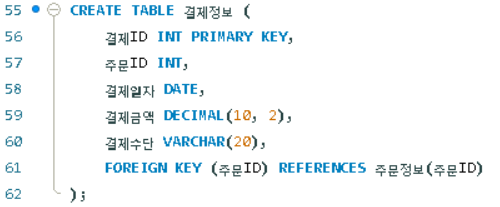 55 CREATE TABLE 결제정보 (
56 결제ID INT PRIMARY KEY,
57 주문ID INT,
58 결제일자 DATE,
59 결제금액 DECIMAL(10, 2),
60 결제수단 VARCHAR(20),
61 FOREIGN KEY (주문ID) REFERENCES 주문정보(주문ID)
62 );